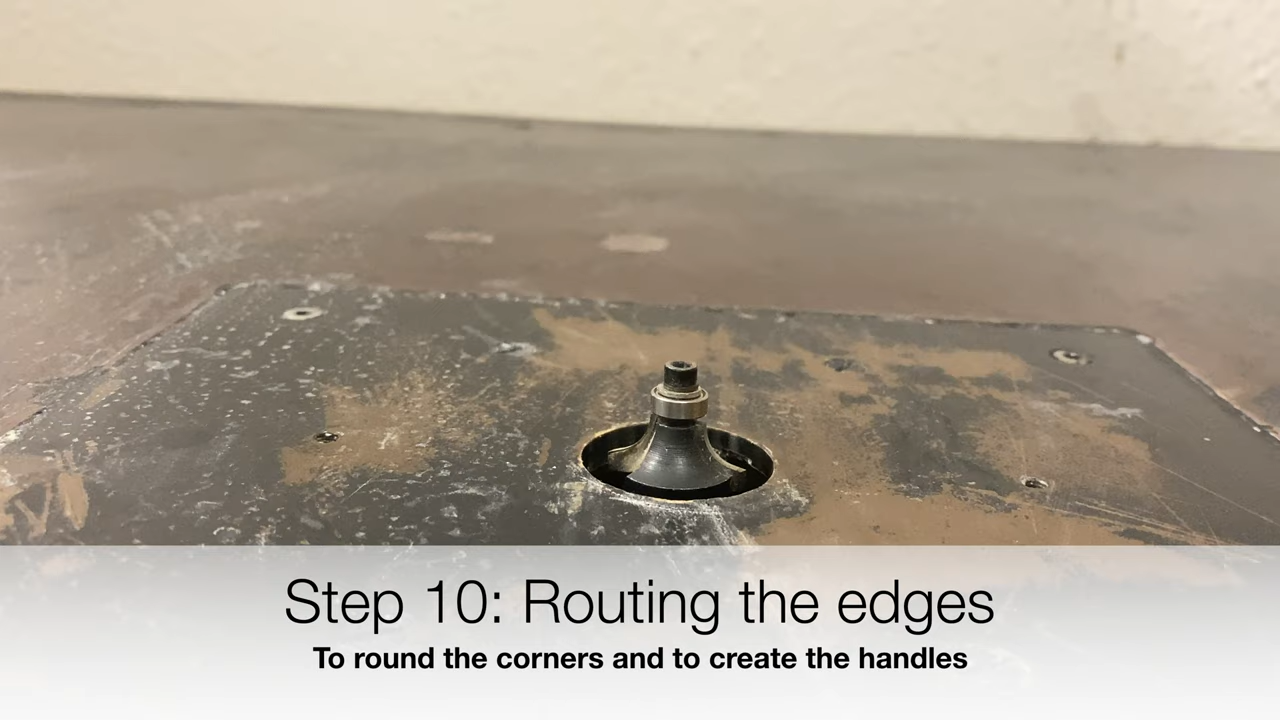 Step 10: Routing the edges
To round the corners and to create the handles